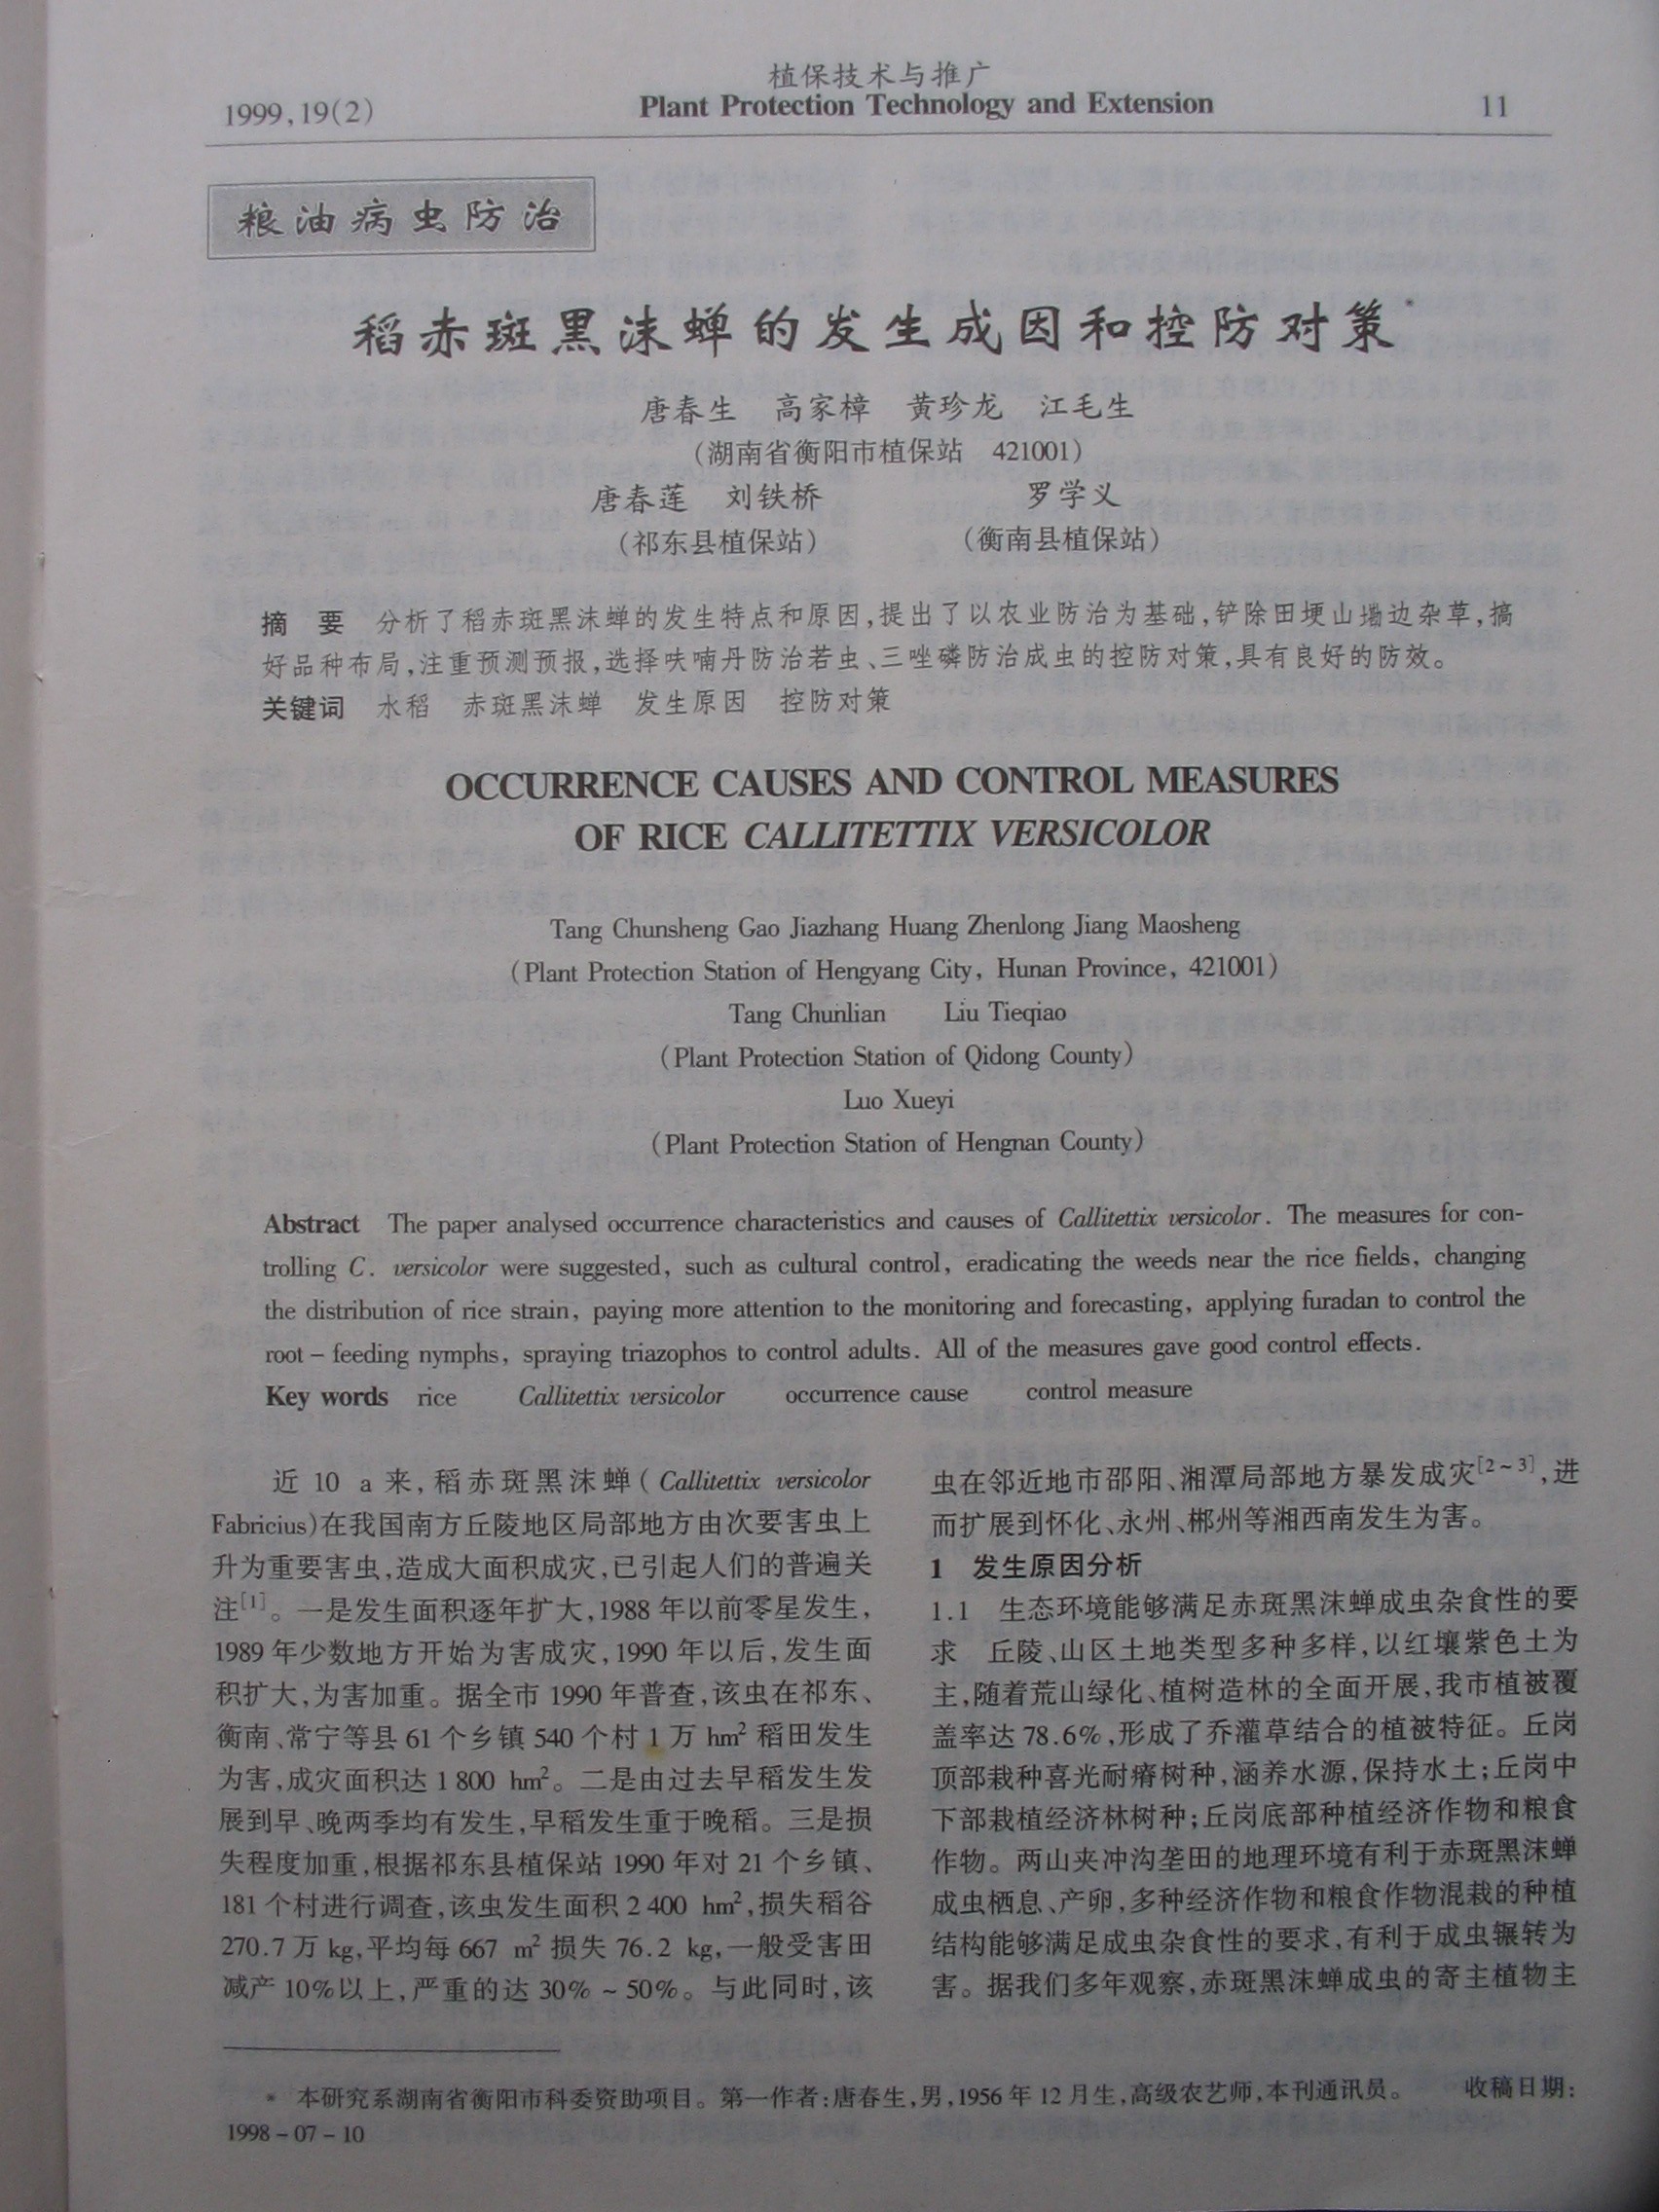 植保技术与推广
1999,19(2)
Plant Protection Technology and Extension
11
粮油病虫防治
稻赤斑黑沫蝉的发生成因和控防对策*
唐春生 高家樟 黄珍龙 江毛生
(湖南省衡阳市植保站 421001)
唐春莲 刘铁桥 罗学义
(祁东县植保站) (衡南县植保站)
摘 要 分析了稻赤斑黑沫蝉的发生特点和原因,提出了以农业防治为基础,铲除田埂山塝边杂草,搞
好品种布局,注重预测预报,选择呋喃丹防治若虫、三唑磷防治成虫的控防对策,具有良好的防效。
关键词 水稻 赤斑黑沫蝉 发生原因 控防对策
OCCURRENCE CAUSES AND CONTROL MEASURES
OF RICE CALLITETTIX VERSICOLOR
Tang Chunsheng Gao Jiazhang Huang Zhenlong Jiang Maosheng
(Plant Protection Station of Hengyang City, Hunan Province, 421001)
Tang Chunlian Liu Tieqiao
(Plant Protection Station of Qidong County)
Luo Xueyi
(Plant Protection Station of Hengnan County)
Abstract The paper analysed occurrence characteristics and causes of Callitettix versicolor. The measures for con-
trolling C. versicolor were suggested, such as cultural control, eradicating the weeds near the rice fields, changing
the distribution of rice strain, paying more attention to the monitoring and forecasting, applying furadan to control the
root – feeding nymphs, spraying triazophos to control adults. All of the measures gave good control effects.
Key words rice Callitettix versicolor occurrence cause control measure
近 10 a 来,稻赤斑黑沫蝉(Callitettix versicolor
Fabricius)在我国南方丘陵地区局部地方由次要害虫上
升为重要害虫,造成大面积成灾,已引起人们的普遍关
注[1]。一是发生面积逐年扩大,1988 年以前零星发生,
1989 年少数地方开始为害成灾,1990 年以后,发生面
积扩大,为害加重。据全市 1990 年普查,该虫在祁东、
衡南、常宁等县 61 个乡镇 540 个村 1 万 hm² 稻田发生
为害,成灾面积达 1 800 hm²。二是由过去早稻发生发
展到早、晚两季均有发生,早稻发生重于晚稻。三是损
失程度加重,根据祁东县植保站 1990 年对 21 个乡镇、
181 个村进行调查,该虫发生面积 2 400 hm²,损失稻谷
270.7 万 kg,平均每 667 m² 损失 76.2 kg,一般受害田
减产 10%以上,严重的达 30% ~ 50%。与此同时,该
虫在邻近地市邵阳、湘潭局部地方暴发成灾[2~3],进
而扩展到怀化、永州、郴州等湘西南发生为害。
1 发生原因分析
1.1 生态环境能够满足赤斑黑沫蝉成虫杂食性的要
求 丘陵、山区土地类型多种多样,以红壤紫色土为
主,随着荒山绿化、植树造林的全面开展,我市植被覆
盖率达 78.6%,形成了乔灌草结合的植被特征。丘岗
顶部栽种喜光耐瘠树种,涵养水源,保持水土;丘岗中
下部栽植经济林树种;丘岗底部种植经济作物和粮食
作物。两山夹冲沟垄田的地理环境有利于赤斑黑沫蝉
成虫栖息、产卵,多种经济作物和粮食作物混栽的种植
结构能够满足成虫杂食性的要求,有利于成虫辗转为
害。据我们多年观察,赤斑黑沫蝉成虫的寄主植物主
* 本研究系湖南省衡阳市科委资助项目。第一作者:唐春生,男,1956 年 12 月生,高级农艺师,本刊通讯员。 收稿日期:
1998 – 07 – 10